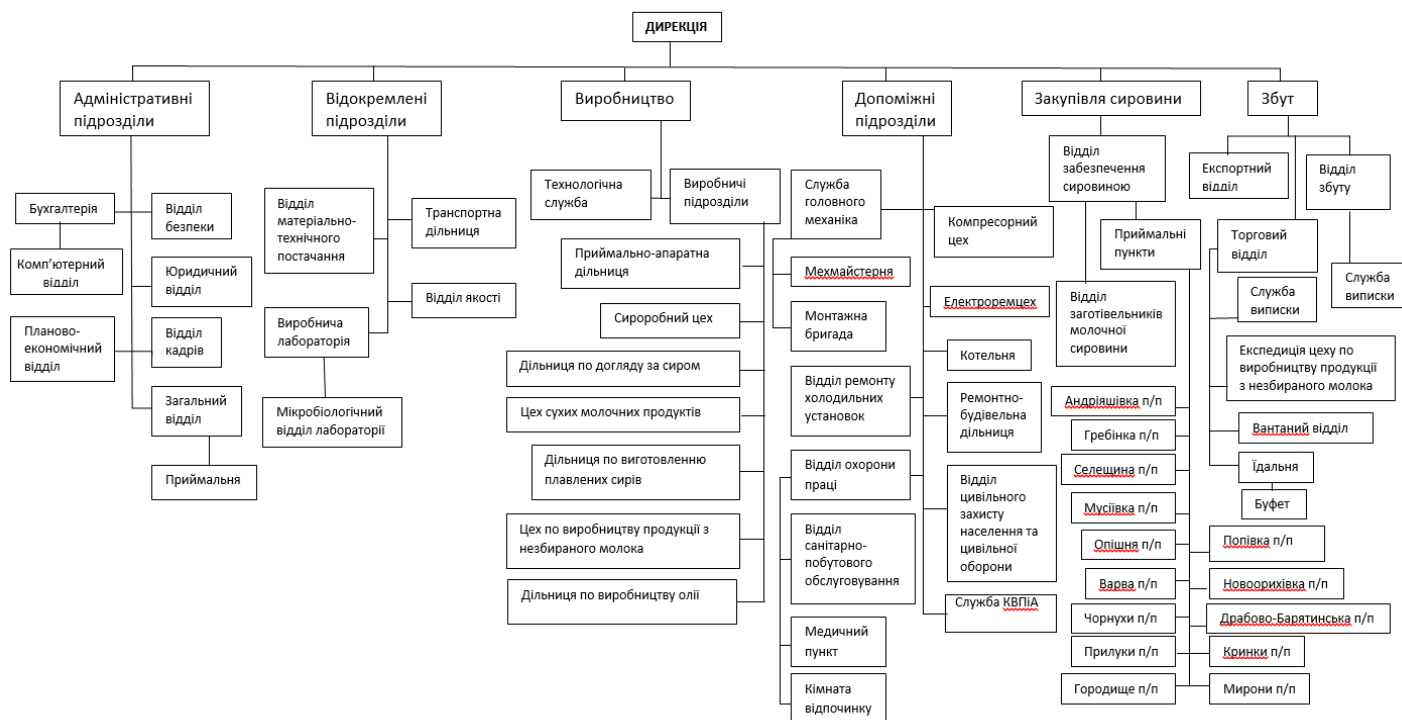 ДИРЕКЦІЯ
Адміністративні
підрозділи
Відокремлені
підрозділи
Виробництво
Допоміжні
підрозділи
Закупівля сировини
Збут
Бухгалтерія
Комп’ютерний
відділ
Планово-
економічний
відділ
Відділ
безпеки
Юридичний
відділ
Відділ
кадрів
Загальний
відділ
Приймальня
Відділ
матеріально-
технічного
постачання
Транспортна
дільниця
Відділ якості
Виробнича
лабораторія
Мікробіологічний
відділ лабораторії
Технологічна
служба
Виробничі
підрозділи
Приймально-апаратна
дільниця
Сироробний цех
Дільниця по догляду за сиром
Цех сухих молочних продуктів
Дільниця по виготовленню
плавлених сирів
Цех по виробництву продукції з
незбираного молока
Дільниця по виробництву олії
Служба
головного
механіка
Мехмайстерня
Монтажна
бригада
Відділ ремонту
холодильних
установок
Відділ охорони
праці
Відділ
санітарно-
побутового
обслуговування
Медичний
пункт
Кімната
відпочинку
Компресорний
цех
Електроремцех
Котельня
Ремонтно-
будівельна
дільниця
Відділ
цивільного
захисту
населення та
цивільної
оборони
Служба КВПіА
Відділ
забезпечення
сировиною
Приймальні
пункти
Відділ
заготівельників
молочної
сировини
Андріяшівка п/п
Гребінка п/п
Селещина п/п
Мусіївка п/п
Опішня п/п
Варва п/п
Чорнухи п/п
Прилуки п/п
Городище п/п
Попівка п/п
Новоорихівка п/п
Драбово-Барятинська п/п
Кринки п/п
Мирони п/п
Експортний
відділ
Відділ
збуту
Торговий
відділ
Служба
виписки
Служба
виписки
Експедиція цеху по
виробництву продукції
з незбираного молока
Вантаний відділ
Їдальня
Буфет